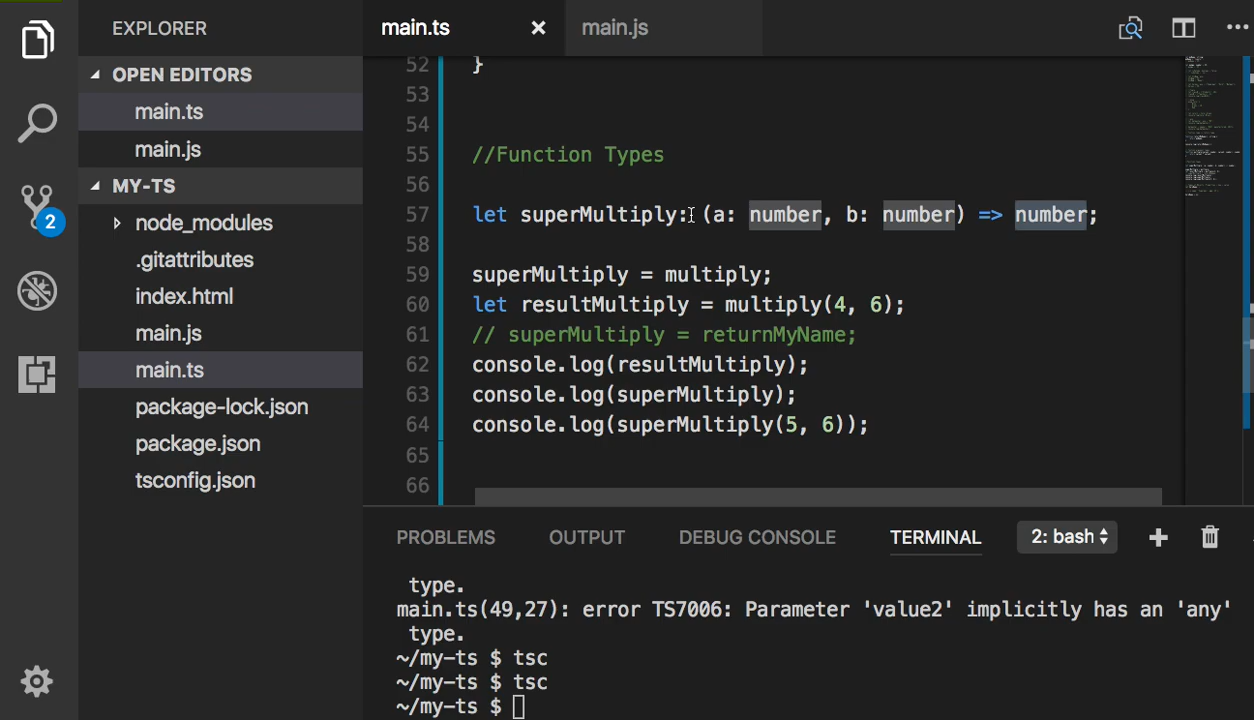 EXPLORER
OPEN EDITORS
main.ts
main.js
MY-TS
node_modules
.gitattributes
index.html
main.js
main.ts
package-lock.json
package.json
tsconfig.json
2
main.ts
main.js
52 }
53
54
55 //Function Types
56
57 let superMultiply: (a: number, b: number) => number;
58
59 superMultiply = multiply;
60 let resultMultiply = multiply(4, 6);
61 // superMultiply = returnMyName;
62 console.log(resultMultiply);
63 console.log(superMultiply);
64 console.log(superMultiply(5, 6));
65
66
PROBLEMS OUTPUT DEBUG CONSOLE TERMINAL 2: bash
type.
main.ts(49,27): error TS7006: Parameter 'value2' implicitly has an 'any'
type.
~/my-ts $ tsc
~/my-ts $ tsc
~/my-ts $